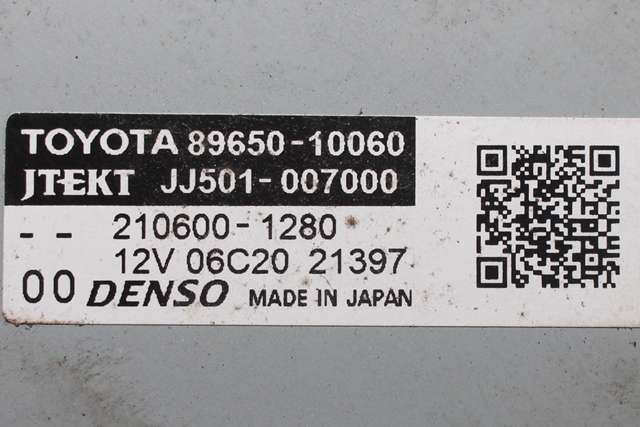 TOYOTA 89650-10060
JTEKT JJ501-007000
-- 210600-1280
12V 06C20 21397
00 DENSO MADE IN JAPAN